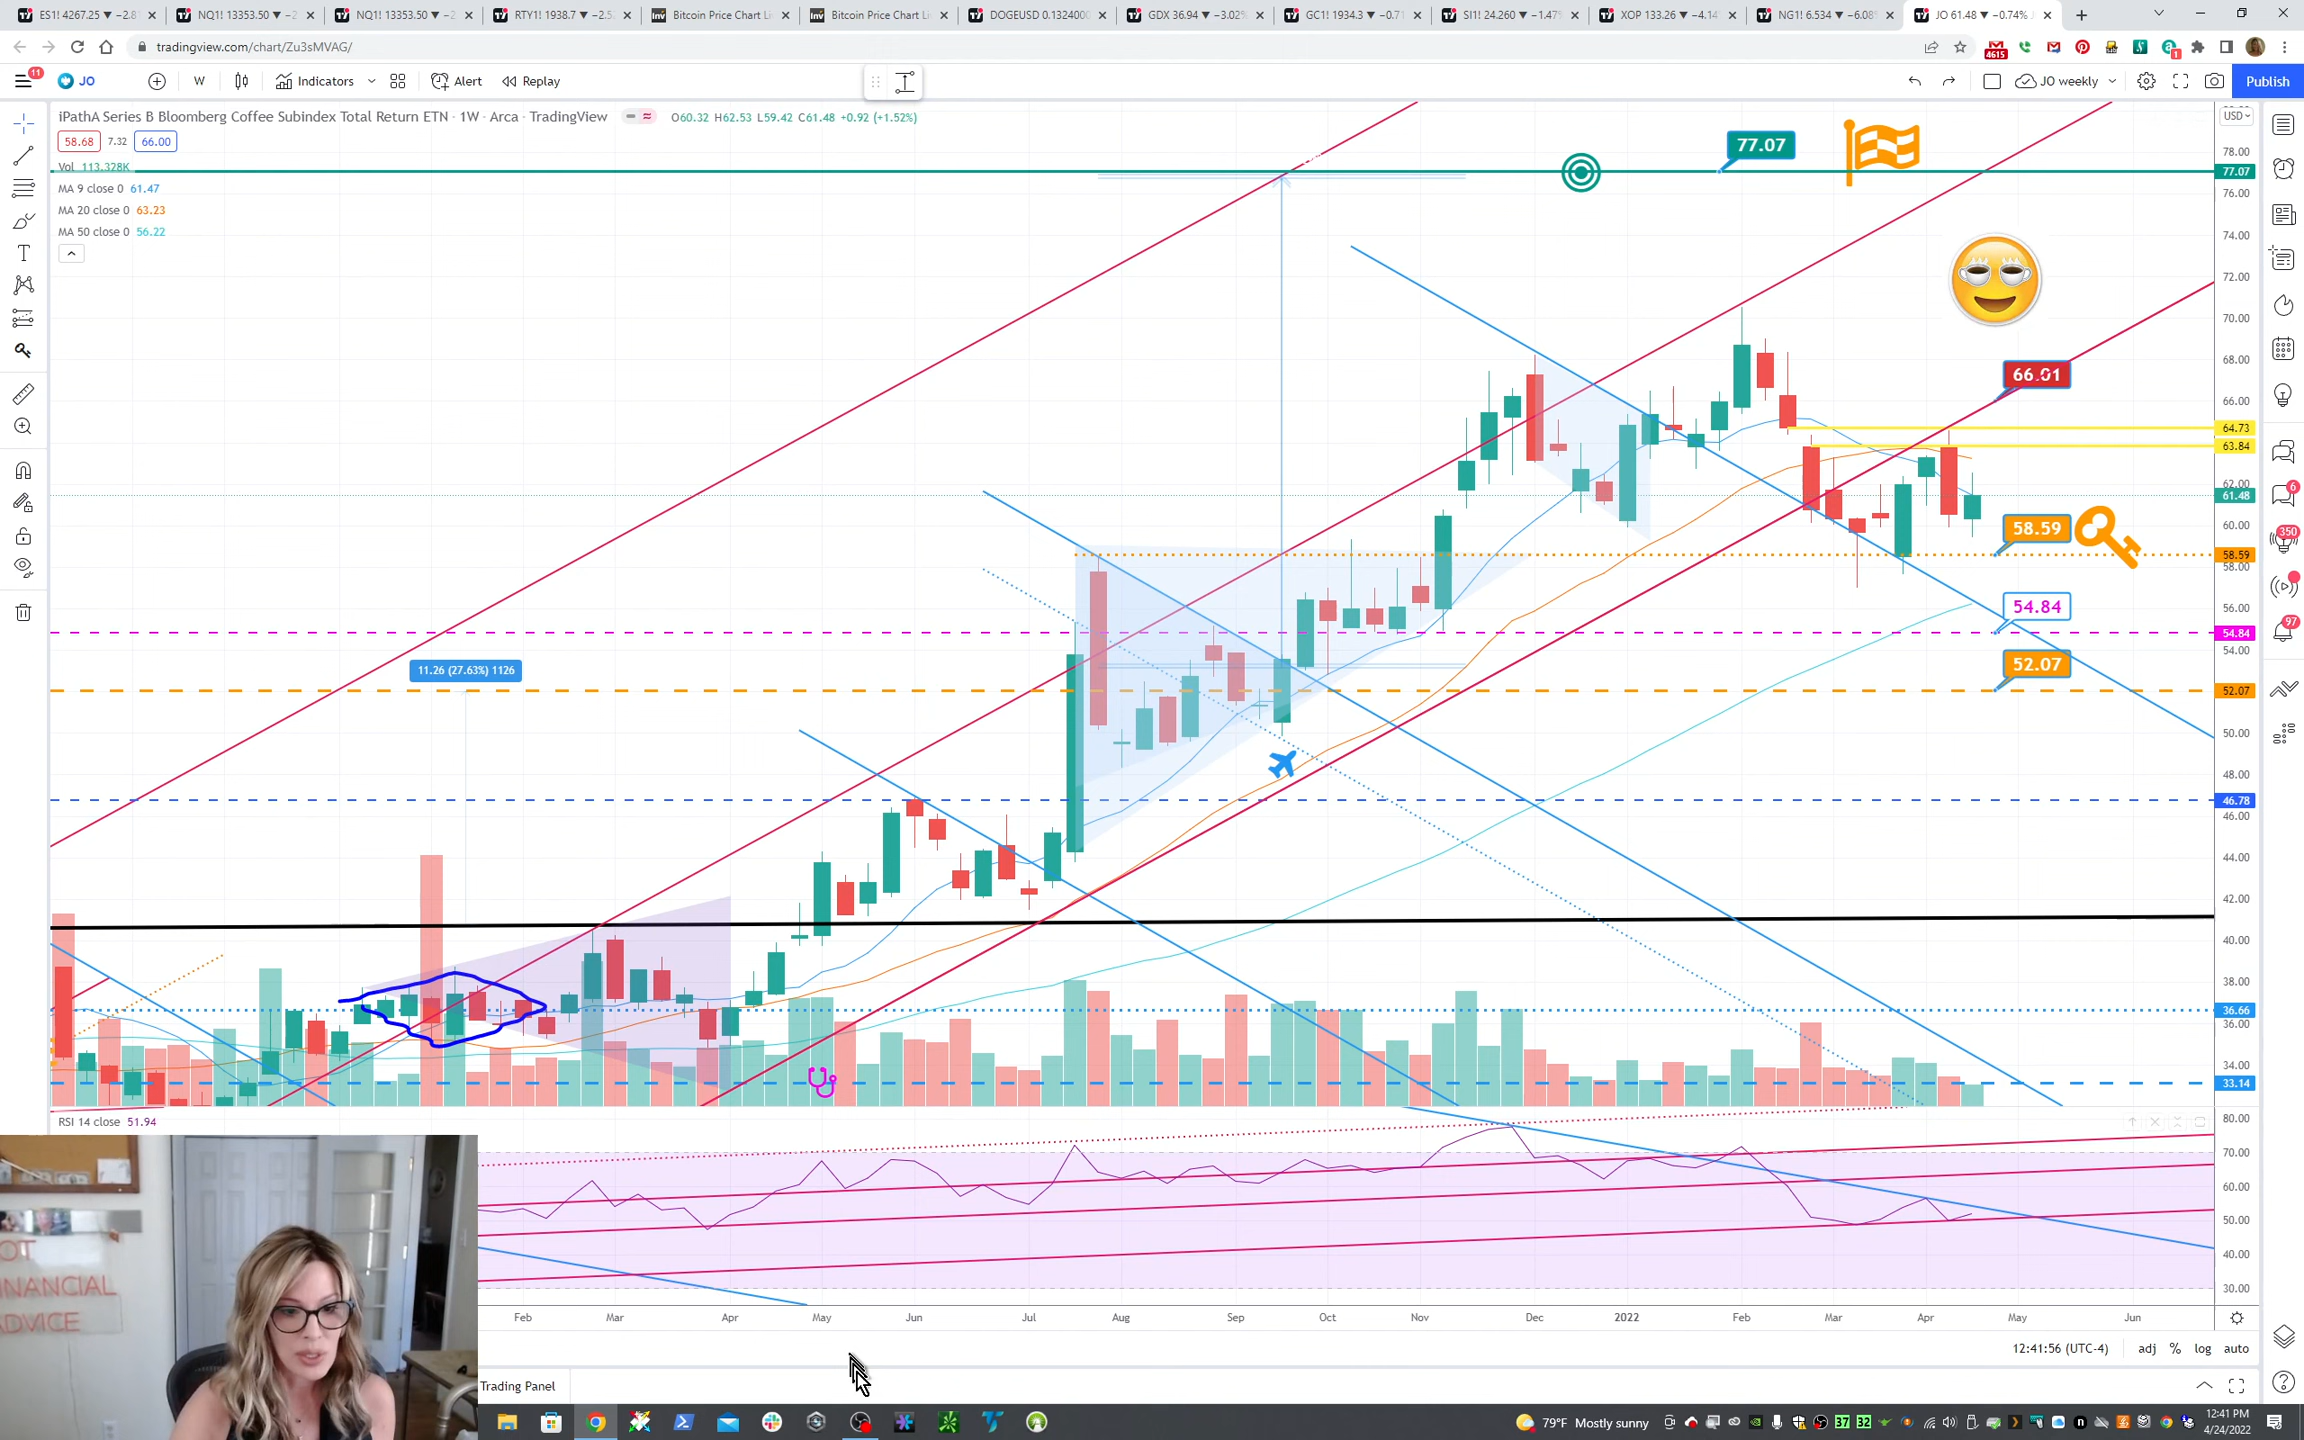 ES1! 4267.25 ▼ −2.8
NQ1! 13353.50 ▼ −2
NQ1! 13353.50 ▼ −2
RTY1! 1938.7 ▼ −2.5
Bitcoin Price Chart Li
Bitcoin Price Chart Li
DOGEUSD 0.132400
GDX 36.94 ▼ −3.02%
GC1! 1934.3 ▼ −0.7
SI1! 24.260 ▼ −1.47
XOP 133.26 ▼ −4.14
NG1! 6.534 ▼ −6.08
JO 61.48 ▼ −0.74%
tradingview.com/chart/Zu3sMVAG/
4615
1
11
JO
W
Indicators
Alert
Replay
JO weekly
Publish
iPathA Series B Bloomberg Coffee Subindex Total Return ETN · 1W · Arca · TradingView
O60.32 H62.53 L59.42 C61.48 +0.92 (+1.52%)
58.68 7.32 66.00
Vol 113.328K
MA 9 close 0 61.47
MA 20 close 0 63.23
MA 50 close 0 56.22
77.07
66.01
58.59
54.84
52.07
11.26 (27.63%) 1126
USD
78.00
77.07
76.00
74.00
72.00
70.00
68.00
66.00
64.73
63.84
62.00
61.48
60.00
58.59
58.00
56.00
54.84
54.00
52.07
50.00
48.00
46.78
46.00
44.00
42.00
40.00
38.00
36.66
36.00
34.00
33.14
6
350
97
RSI 14 close 51.94
80.00
70.00
60.00
50.00
40.00
30.00
OT
INANCIAL
ADVICE
Feb Mar Apr May Jun Jul Aug Sep Oct Nov Dec 2022 Feb Mar Apr May Jun
12:41:56 (UTC-4) adj % log auto
Trading Panel
79°F Mostly sunny
37 32
12:41 PM
4/24/2022